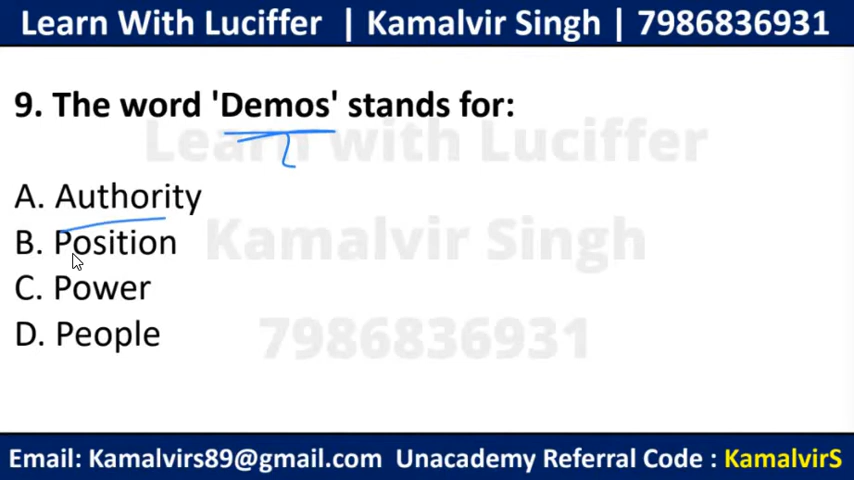 Learn With Luciffer | Kamalvir Singh | 7986836931
9. The word 'Demos' stands for:
Learn with Luciffer
A. Authority
B. Position
Kamalvir Singh
C. Power
D. People
7986836931
Email: Kamalvirs89@gmail.com Unacademy Referral Code : KamalvirS